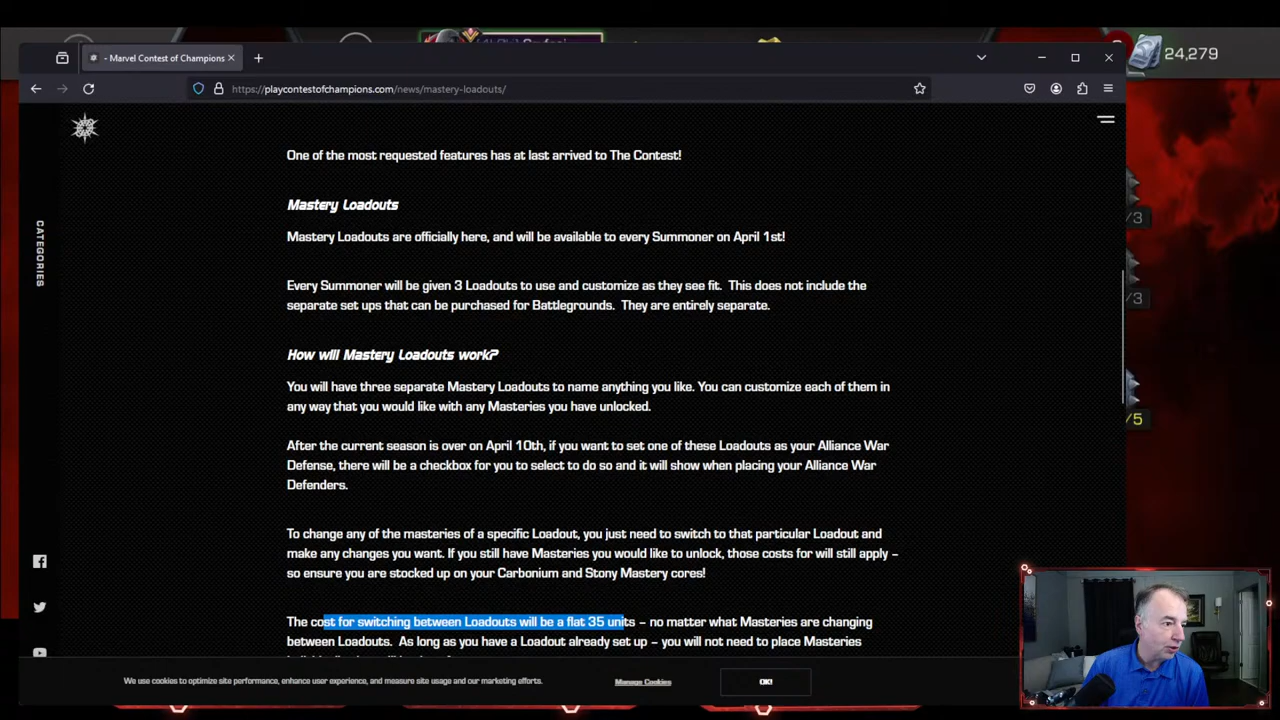 24,279
- Marvel Contest of Champions
https://playcontestofchampions.com/news/mastery-loadouts/
CATEGORIES
One of the most requested features has at last arrived to The Contest!
Mastery Loadouts
Mastery Loadouts are officially here, and will be available to every Summoner on April 1st!
Every Summoner will be given 3 Loadouts to use and customize as they see fit. This does not include the
separate set ups that can be purchased for Battlegrounds. They are entirely separate.
How will Mastery Loadouts work?
You will have three separate Mastery Loadouts to name anything you like. You can customize each of them in
any way that you would like with any Masteries you have unlocked.
After the current season is over on April 10th, if you want to set one of these Loadouts as your Alliance War
Defense, there will be a checkbox for you to select to do so and it will show when placing your Alliance War
Defenders.
To change any of the masteries of a specific Loadout, you just need to switch to that particular Loadout and
make any changes you want. If you still have Masteries you would like to unlock, those costs for will still apply –
so ensure you are stocked up on your Carbonium and Stony Mastery cores!
The cost for switching between Loadouts will be a flat 35 units – no matter what Masteries are changing
between Loadouts. As long as you have a Loadout already set up – you will not need to place Masteries
We use cookies to optimize site performance, enhance user experience, and measure site usage and our marketing efforts.
Manage Cookies
OK!
/3
/3
/5